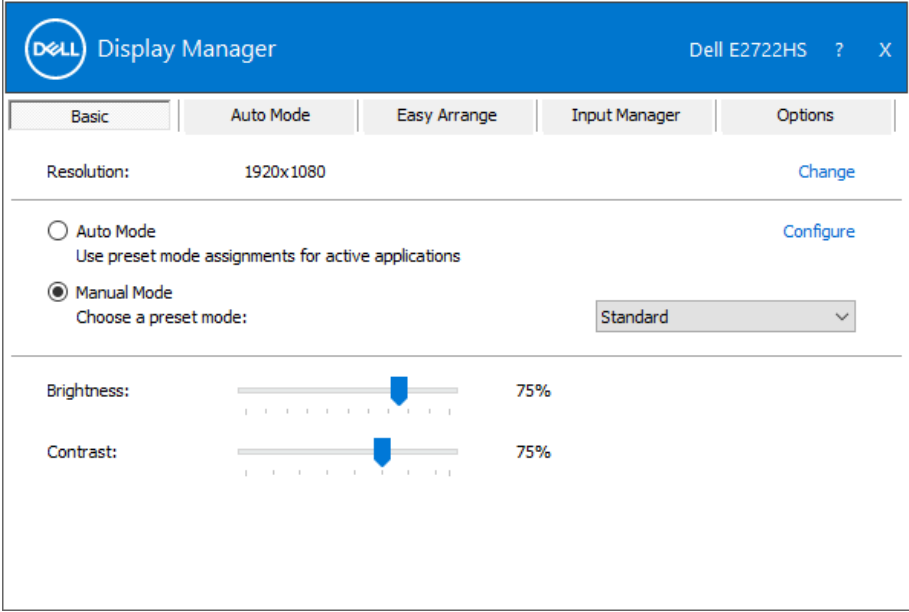 DELL Display Manager Dell E2722HS ? X
Basic Auto Mode Easy Arrange Input Manager Options
Resolution: 1920x1080 Change
Auto Mode Configure
Use preset mode assignments for active applications
Manual Mode
Choose a preset mode: Standard
Brightness: 75%
Contrast: 75%